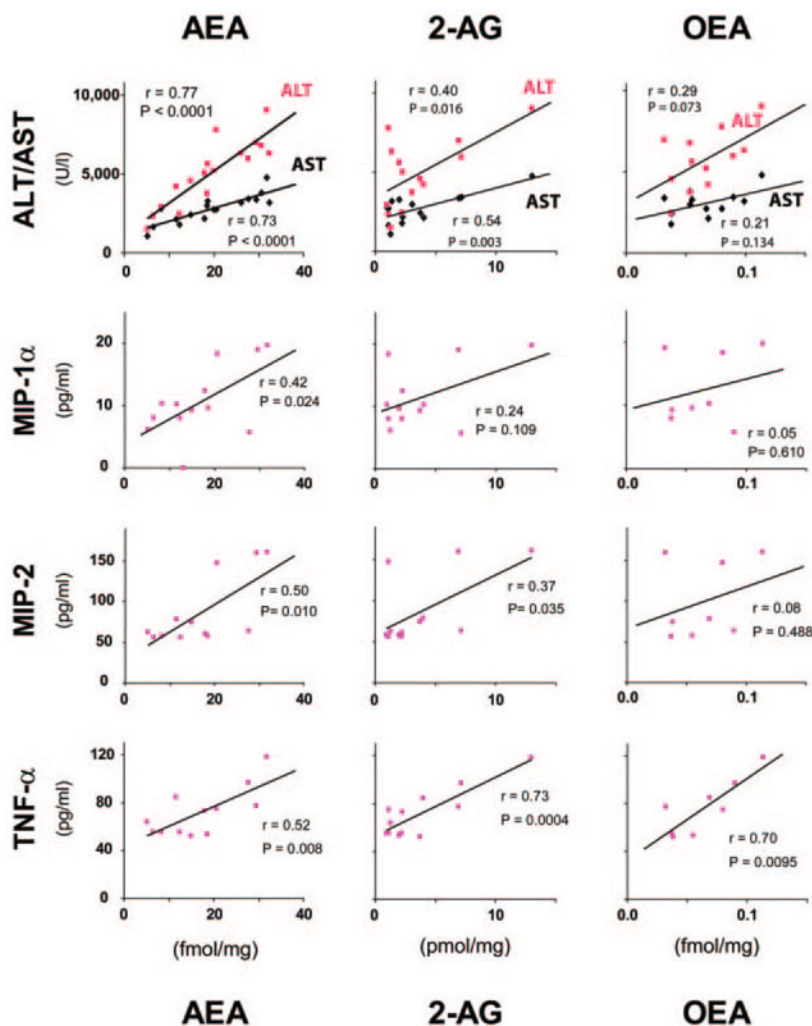 AEA 2-AG OEA
ALT/AST
(U/l)
10,000
5,000
0
r = 0.77
P < 0.0001
ALT
AST
r = 0.73
P < 0.0001
0 20 40
r = 0.40
P = 0.016
ALT
AST
r = 0.54
P = 0.003
0 10
r = 0.29
P = 0.073
ALT
AST
r = 0.21
P = 0.134
0.0 0.1
MIP-1α
(pg/ml)
20
10
0
r = 0.42
P = 0.024
0 20 40
r = 0.24
P = 0.109
0 10
r = 0.05
P= 0.610
0.0 0.1
MIP-2
(pg/ml)
150
100
50
0
r = 0.50
P= 0.010
0 20 40
r = 0.37
P= 0.035
0 10
r = 0.08
P = 0.488
0.0 0.1
TNF-α
(pg/ml)
120
80
40
0
r = 0.52
P = 0.008
0 20 40
(fmol/mg)
r = 0.73
P = 0.0004
0 10
(pmol/mg)
r = 0.70
P = 0.0095
0.0 0.1
(fmol/mg)
AEA 2-AG OEA